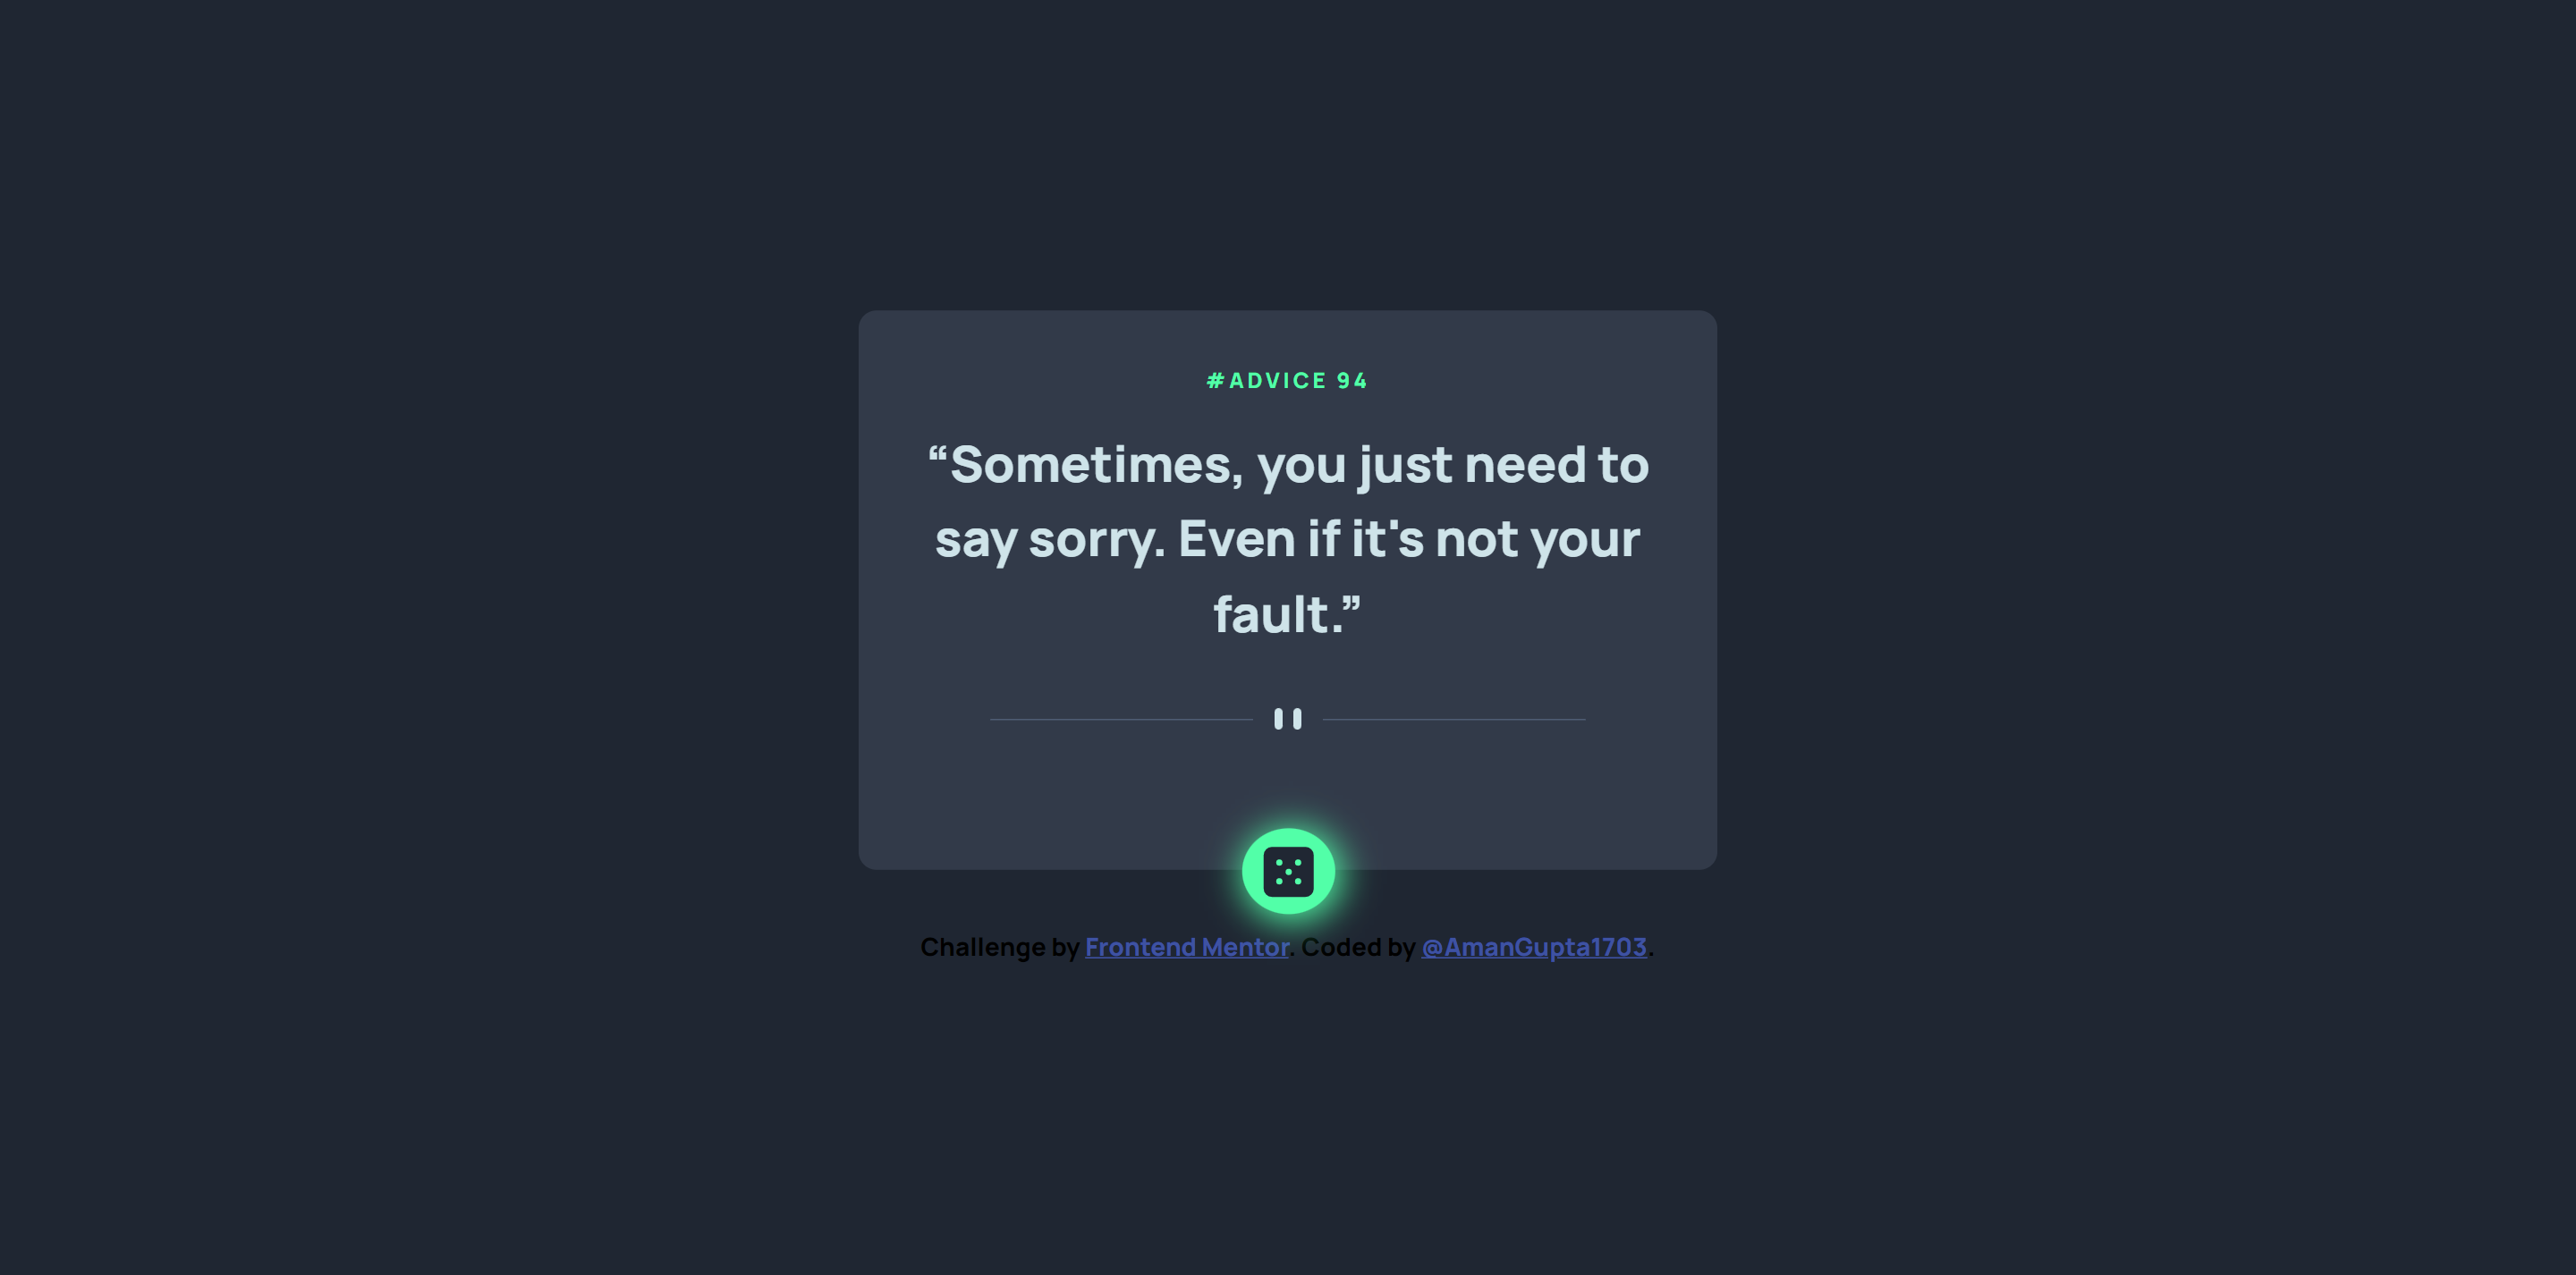 #ADVICE 94
“Sometimes, you just need to
say sorry. Even if it's not your
fault.”
Challenge by Frontend Mentor. Coded by @AmanGupta1703.